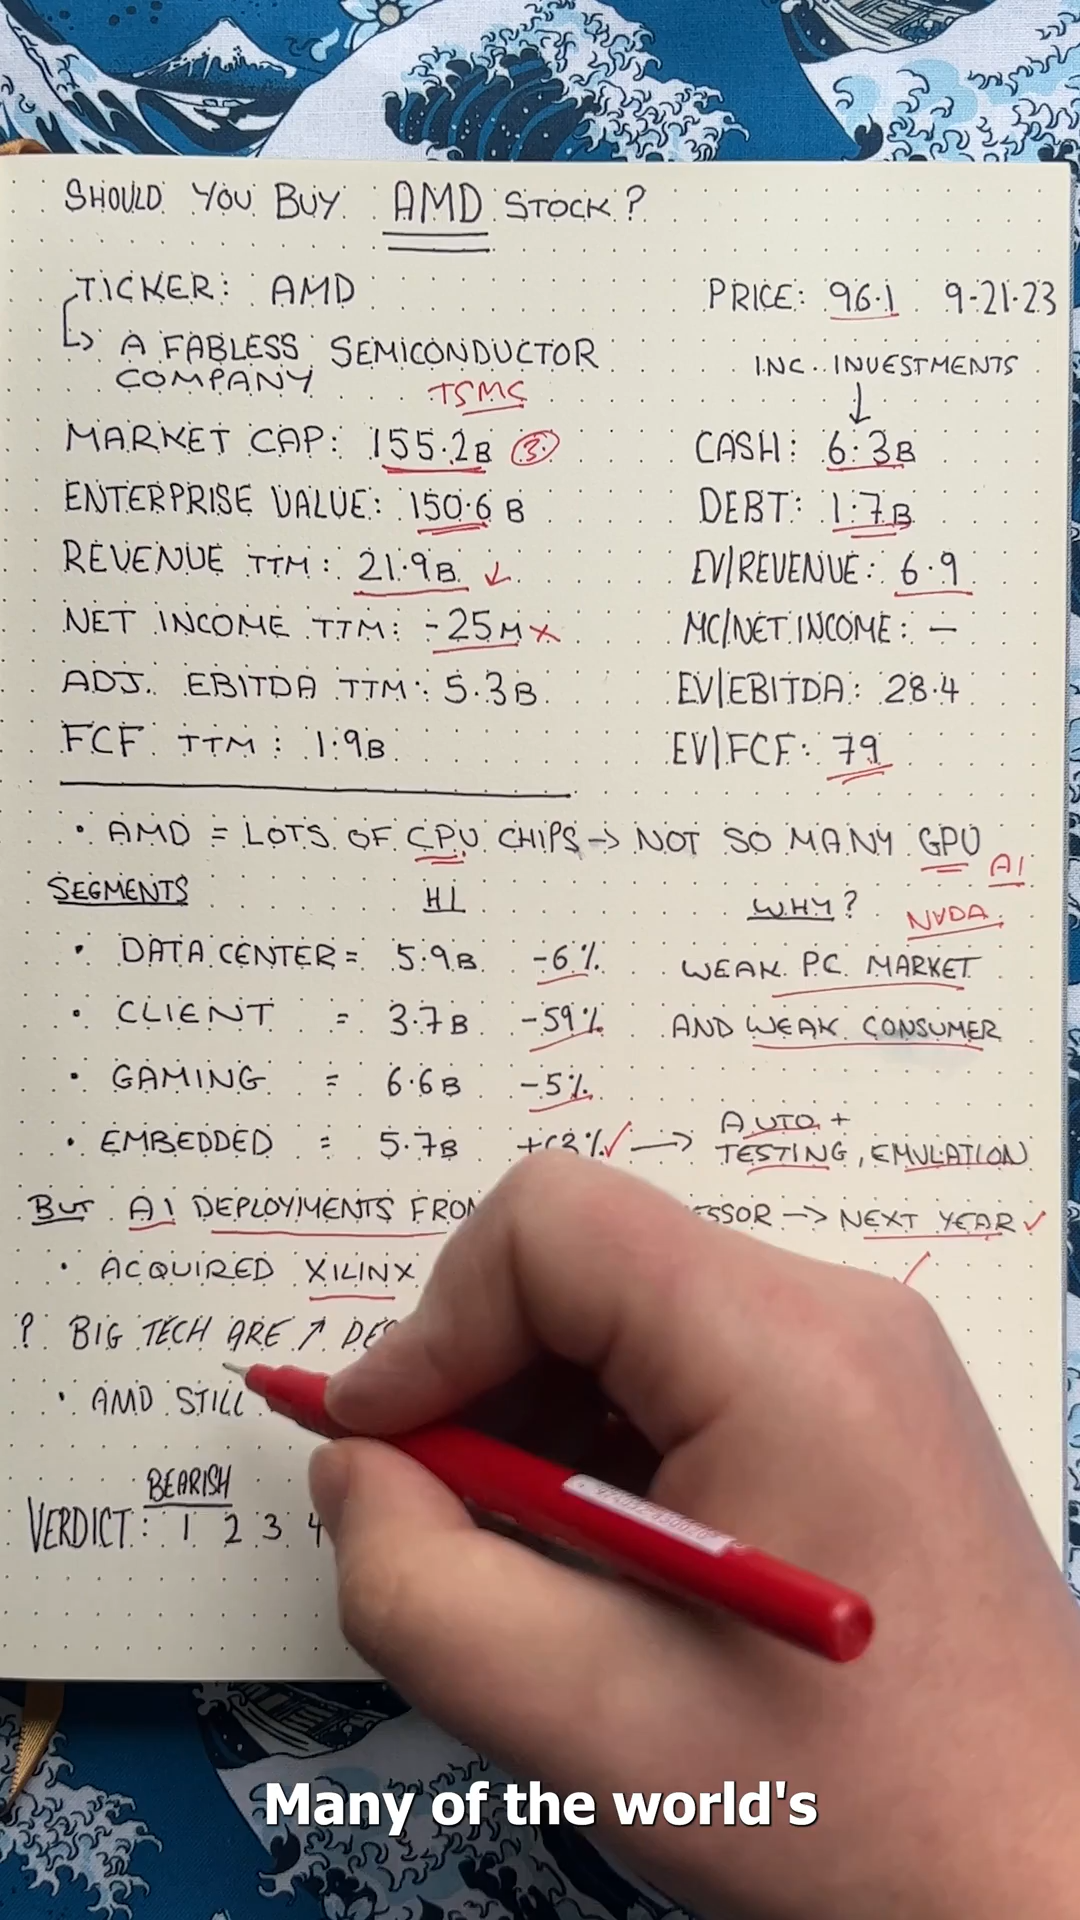 SHOULD YOU BUY AMD STOCK?
TICKER: AMD
PRICE: 96.1 9-21-23
↳ A FABLESS SEMICONDUCTOR
COMPANY
TSMC
INC. INVESTMENTS
↓
MARKET CAP: 155.2B ③
CASH: 6.3B
ENTERPRISE VALUE: 150.6 B
DEBT: 1.7B
REVENUE TTM: 21.9B ↓
EV/REVENUE: 6.9
NET INCOME TTM: -25M X
MC/NET INCOME: —
ADJ. EBITDA TTM: 5.3B
EV/EBITDA: 28.4
FCF TTM: 1.9B
EV/FCF: 79
• AMD = LOTS OF CPU CHIPS → NOT SO MANY GPU
AI
SEGMENTS H1 WHY? NVDA
• DATA CENTER = 5.9B -6%
WEAK PC MARKET
• CLIENT = 3.7B -59%
AND WEAK CONSUMER
• GAMING = 6.6B -5%
• EMBEDDED = 5.7B ✓ →
AUTO +
TESTING, EMULATION
BUT AI DEPLOYMENTS FROM → NEXT YEAR ✓
• ACQUIRED XILINX
? BIG TECH ARE ↗
• AMD STILL
BEARISH
VERDICT: 1 2 3 4
Many of the world's